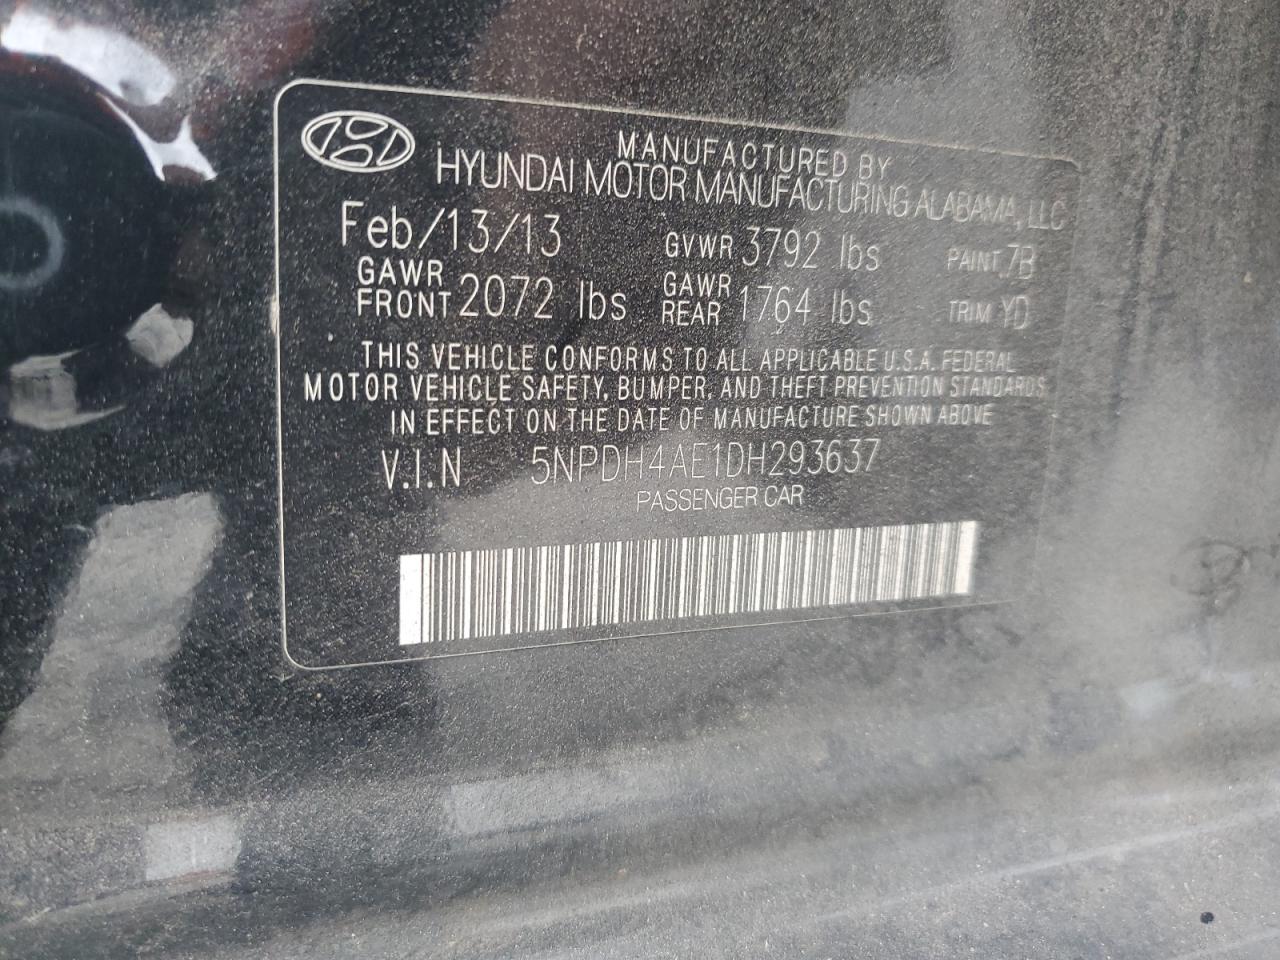 MANUFACTURED BY
HYUNDAI MOTOR MANUFACTURING ALABAMA, LLC
Feb/13/13 GVWR 3792 lbs PAINT 7B
GAWR FRONT 2072 lbs GAWR REAR 1764 lbs TRIM YD
THIS VEHICLE CONFORMS TO ALL APPLICABLE U.S.A. FEDERAL
MOTOR VEHICLE SAFETY, BUMPER, AND THEFT PREVENTION STANDARDS
IN EFFECT ON THE DATE OF MANUFACTURE SHOWN ABOVE
V.I.N 5NPDH4AE1DH293637
PASSENGER CAR